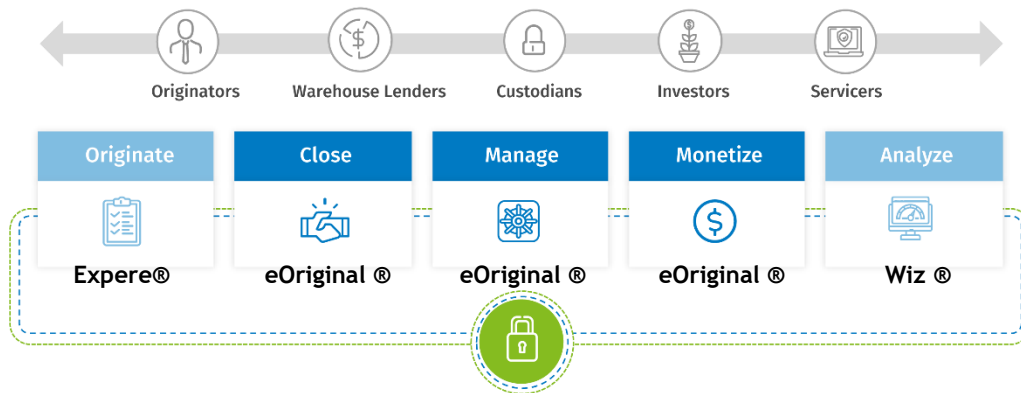 Originators Warehouse Lenders Custodians Investors Servicers
Originate Close Manage Monetize Analyze
Expere® eOriginal ® eOriginal ® eOriginal ® Wiz ®